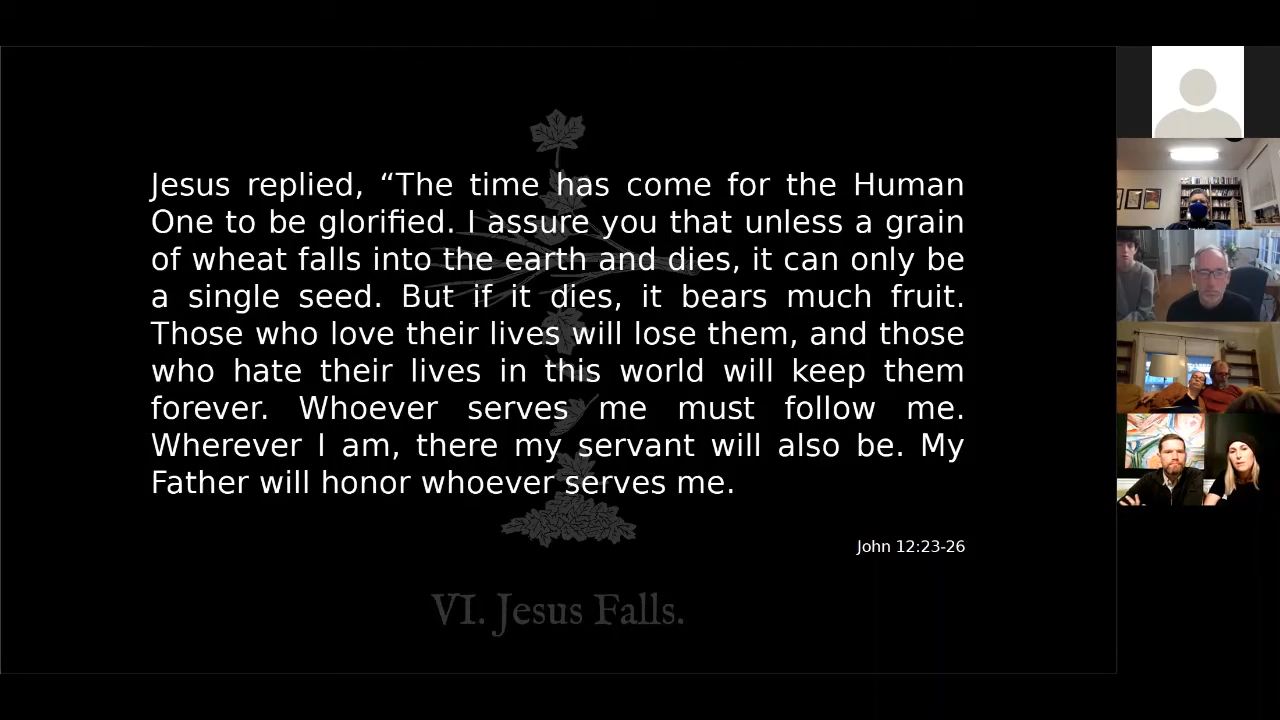 Jesus replied, “The time has come for the Human
One to be glorified. I assure you that unless a grain
of wheat falls into the earth and dies, it can only be
a single seed. But if it dies, it bears much fruit.
Those who love their lives will lose them, and those
who hate their lives in this world will keep them
forever. Whoever serves me must follow me.
Wherever I am, there my servant will also be. My
Father will honor whoever serves me.
John 12:23-26
VI. Jesus Falls.